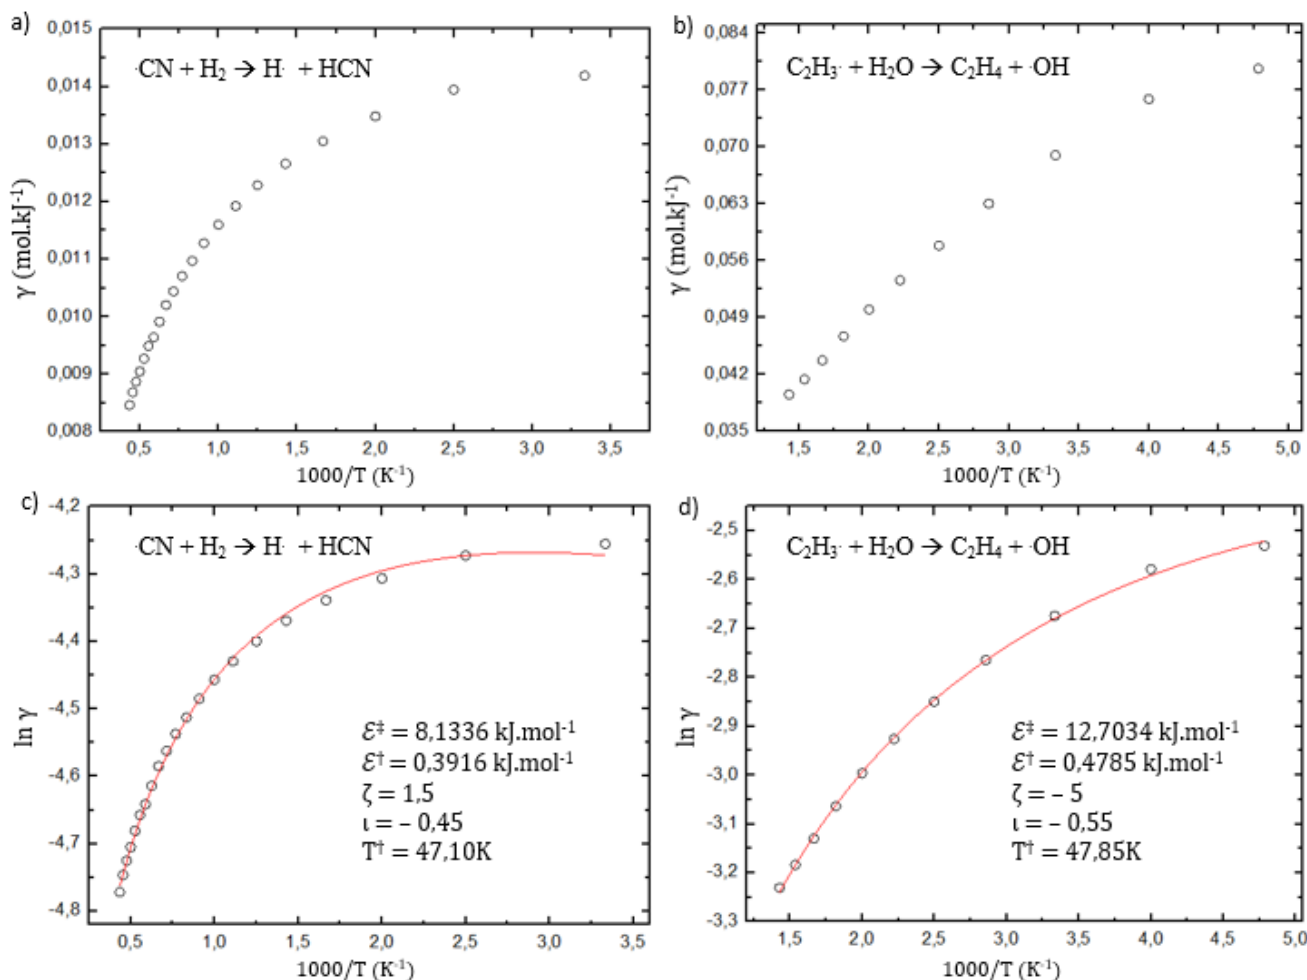 a)
0,015
0,014
0,013
0,012
0,011
0,010
0,009
0,008
γ (mol.kJ⁻¹)
·CN + H₂ → H· + HCN
0,5 1,0 1,5 2,0 2,5 3,0 3,5
1000/T (K⁻¹)
b)
0,084
0,077
0,070
0,063
0,056
0,049
0,042
0,035
γ (mol.kJ⁻¹)
C₂H₃· + H₂O → C₂H₄ + ·OH
1,5 2,0 2,5 3,0 3,5 4,0 4,5 5,0
1000/T (K⁻¹)
c)
-4,2
-4,3
-4,4
-4,5
-4,6
-4,7
-4,8
ln γ
·CN + H₂ → H· + HCN
ℰ‡ = 8,1336 kJ.mol⁻¹
ℰ† = 0,3916 kJ.mol⁻¹
ζ = 1,5
ι = – 0,45
T† = 47,10K
0,5 1,0 1,5 2,0 2,5 3,0 3,5
1000/T (K⁻¹)
d)
-2,5
-2,6
-2,7
-2,8
-2,9
-3,0
-3,1
-3,2
-3,3
ln γ
C₂H₃· + H₂O → C₂H₄ + ·OH
ℰ‡ = 12,7034 kJ.mol⁻¹
ℰ† = 0,4785 kJ.mol⁻¹
ζ = – 5
ι = – 0,55
T† = 47,85K
1,5 2,0 2,5 3,0 3,5 4,0 4,5 5,0
1000/T (K⁻¹)